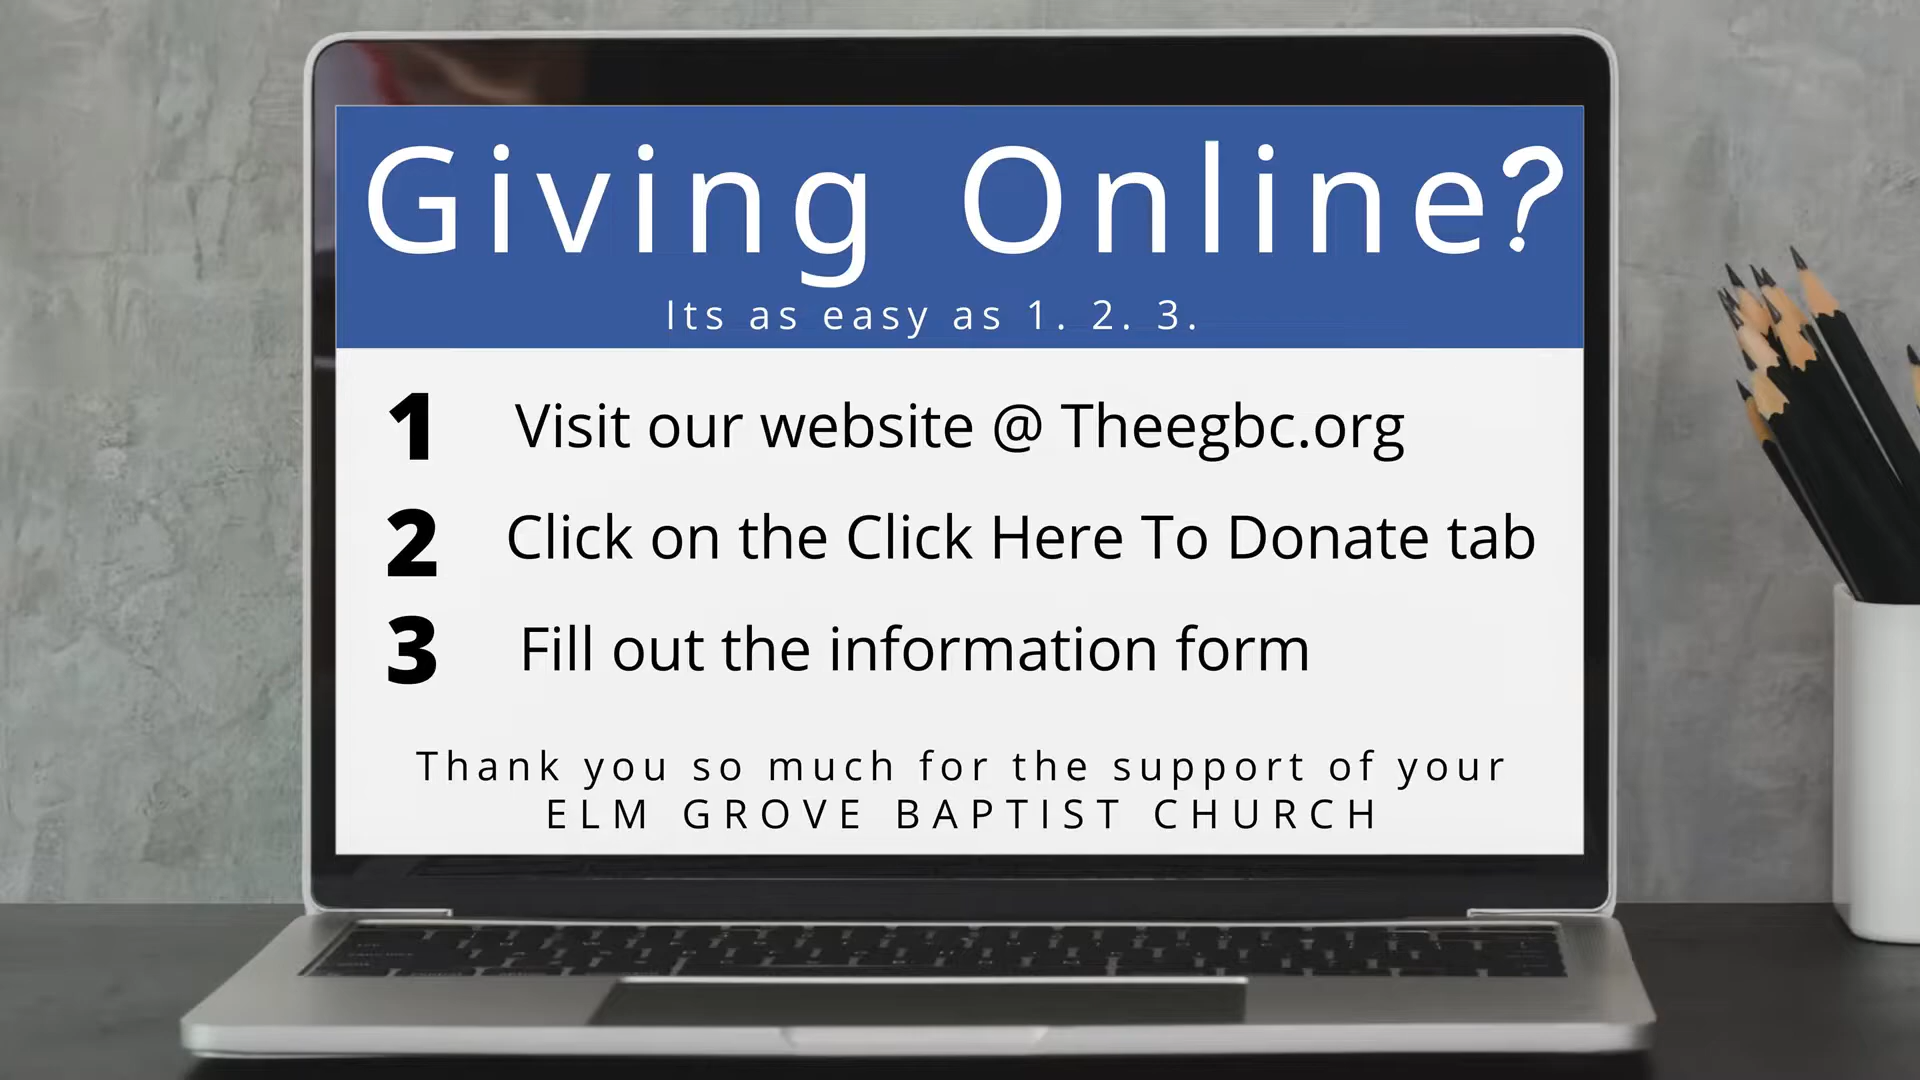 Giving Online?
Its as easy as 1. 2. 3.
1 Visit our website @ Theegbc.org
2 Click on the Click Here To Donate tab
3 Fill out the information form
Thank you so much for the support of your
ELM GROVE BAPTIST CHURCH